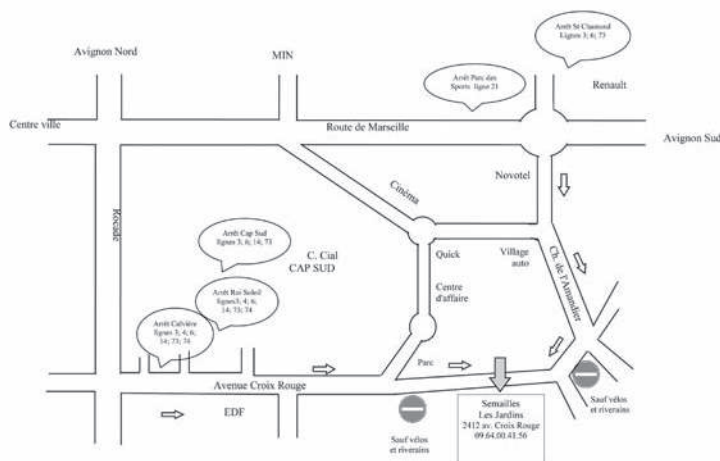 Arrêt St Chamond
Lignes 3; 6; 73
Avignon Nord
MIN
Arrêt Parc des
Sports ligne 21
Renault
Centre ville
Route de Marseille
Avignon Sud
Novotel
Cinéma
Rocade
Arrêt Cap Sud
lignes 3; 6; 14; 73
C. Cial
CAP SUD
Quick
Village
auto
Ch. de l'Amandier
Centre
d'affaire
Arrêt Roi Soleil
lignes3; 4; 6;
14; 73; 74
Arrêt Calvière
lignes 3; 4; 6;
14; 73; 74
Parc
Avenue Croix Rouge
EDF
Semailles
Les Jardins
2412 av. Croix Rouge
09.64.00.41.56
Sauf vélos
et riverains
Sauf vélos
et riverains